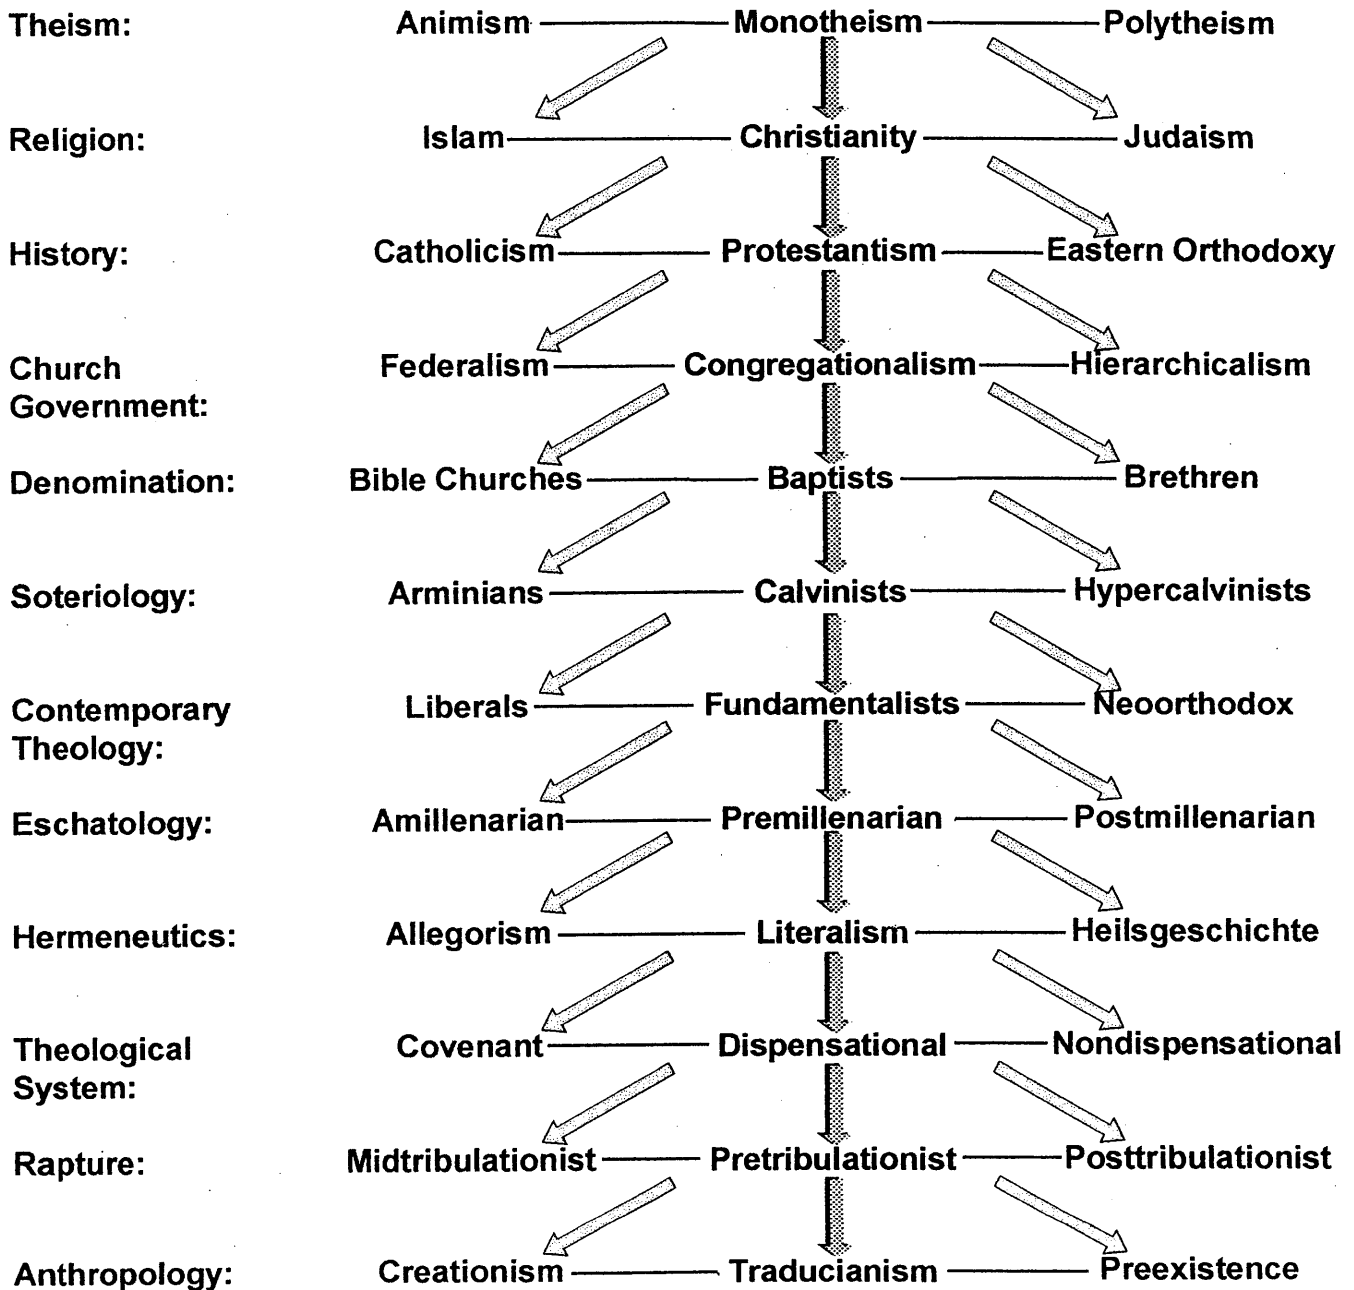 Theism: Animism Monotheism Polytheism
Religion: Islam Christianity Judaism
History: Catholicism Protestantism Eastern Orthodoxy
Church Federalism Congregationalism Hierarchicalism
Government:
Denomination: Bible Churches Baptists Brethren
Soteriology: Arminians Calvinists Hypercalvinists
Contemporary Liberals Fundamentalists Neoorthodox
Theology:
Eschatology: Amillenarian Premillenarian Postmillenarian
Hermeneutics: Allegorism Literalism Heilsgeschichte
Theological Covenant Dispensational Nondispensational
System:
Rapture: Midtribulationist Pretribulationist Posttribulationist
Anthropology: Creationism Traducianism Preexistence